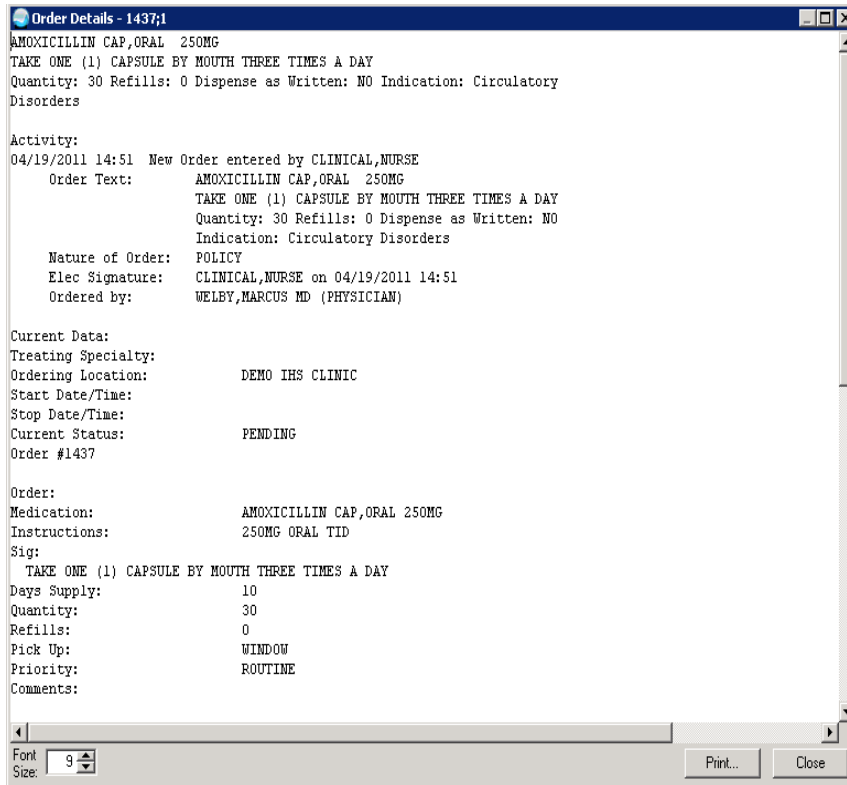 Order Details - 1437;1
AMOXICILLIN CAP,ORAL  250MG
TAKE ONE (1) CAPSULE BY MOUTH THREE TIMES A DAY
Quantity: 30 Refills: 0 Dispense as Written: NO Indication: Circulatory
Disorders
Activity:
04/19/2011 14:51  New Order entered by CLINICAL,NURSE
Order Text: AMOXICILLIN CAP,ORAL  250MG
TAKE ONE (1) CAPSULE BY MOUTH THREE TIMES A DAY
Quantity: 30 Refills: 0 Dispense as Written: NO
Indication: Circulatory Disorders
Nature of Order: POLICY
Elec Signature: CLINICAL,NURSE on 04/19/2011 14:51
Ordered by: WELBY,MARCUS MD (PHYSICIAN)
Current Data:
Treating Specialty:
Ordering Location: DEMO IHS CLINIC
Start Date/Time:
Stop Date/Time:
Current Status: PENDING
Order #1437
Order:
Medication: AMOXICILLIN CAP,ORAL 250MG
Instructions: 250MG ORAL TID
Sig:
TAKE ONE (1) CAPSULE BY MOUTH THREE TIMES A DAY
Days Supply: 10
Quantity: 30
Refills: 0
Pick Up: WINDOW
Priority: ROUTINE
Comments:
Font Size: 9 Print... Close